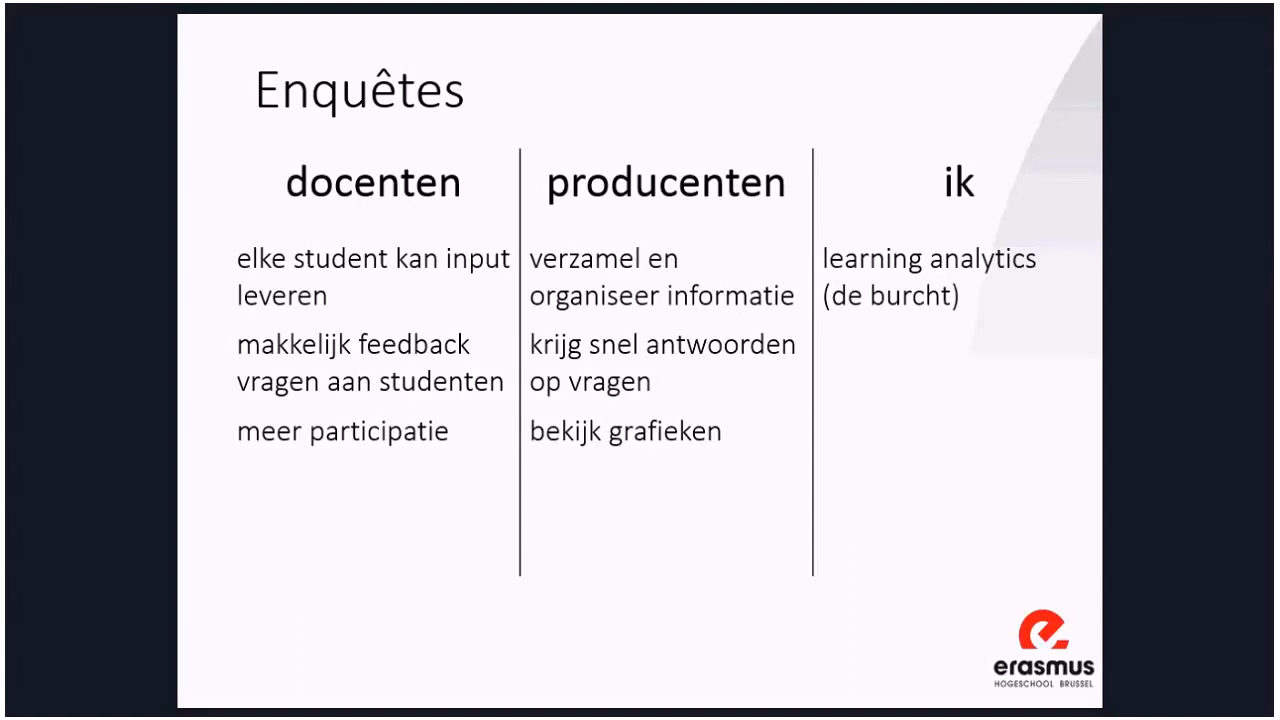 Enquêtes
docenten
elke student kan input
leveren
makkelijk feedback
vragen aan studenten
meer participatie
producenten
verzamel en
organiseer informatie
krijg snel antwoorden
op vragen
bekijk grafieken
ik
learning analytics
(de burcht)
erasmus
HOGESCHOOL BRUSSEL